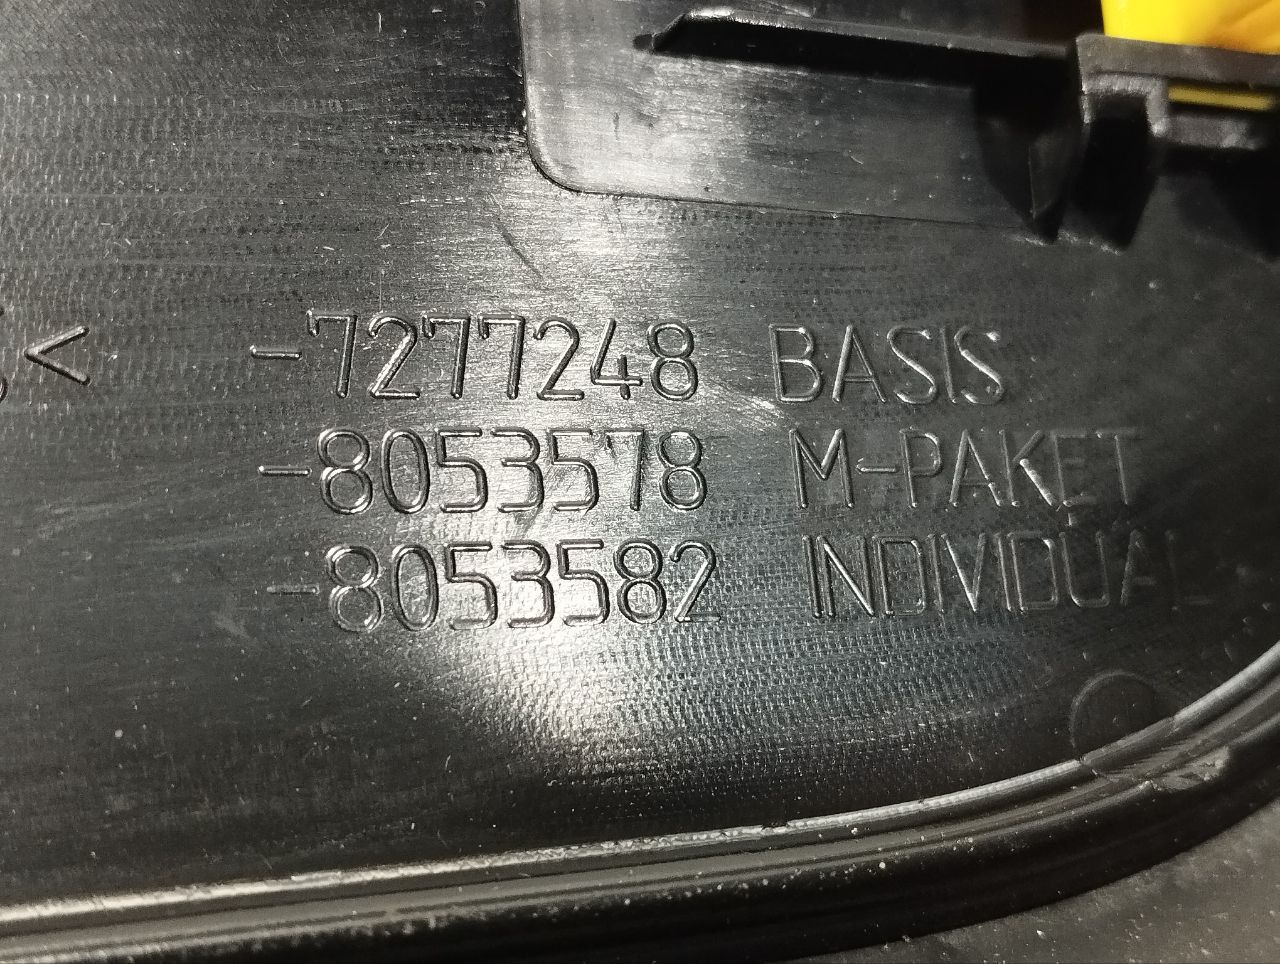 < -7277248 BASIS
-8053578 M-PAKET
-8053582 INDIVIDUAL